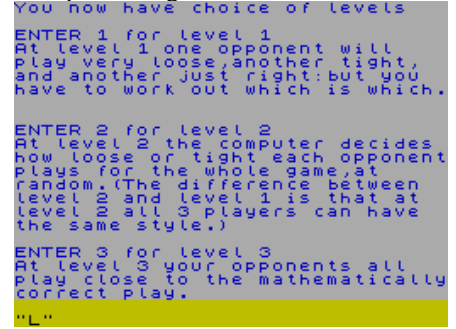 You now have choice of levels
ENTER 1 for level 1
At level 1 one opponent will
play very loose,another tight,
and another just right:but you
have to work out which is which.
ENTER 2 for level 2
At level 2 the computer decides
how loose or tight each opponent
plays for the whole game,at
random.(The difference between
level 2 and level 1 is that at
level 2 all 3 players can have
the same style.)
ENTER 3 for level 3
At level 3 your opponents all
play close to the mathematically
correct play.
"L"